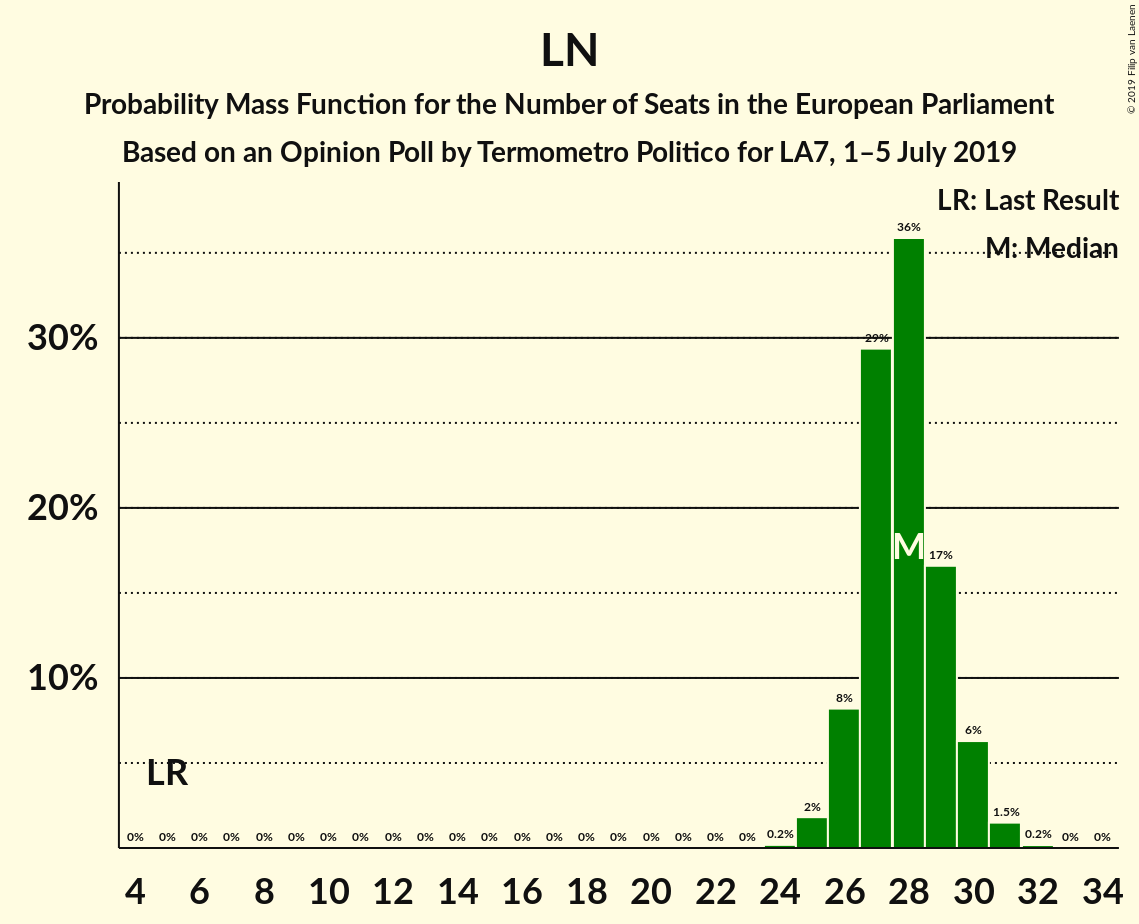 LN
Probability Mass Function for the Number of Seats in the European Parliament
Based on an Opinion Poll by Termometro Politico for LA7, 1–5 July 2019
© 2019 Filip van Laenen
LR: Last Result
M: Median
30%
20%
10%
36%
29%
M
17%
8%
6%
LR
0% 0% 0% 0% 0% 0% 0% 0% 0% 0% 0% 0% 0% 0% 0% 0% 0% 0% 0% 0% 0.2% 2% 1.5% 0.2% 0% 0%
4 6 8 10 12 14 16 18 20 22 24 26 28 30 32 34